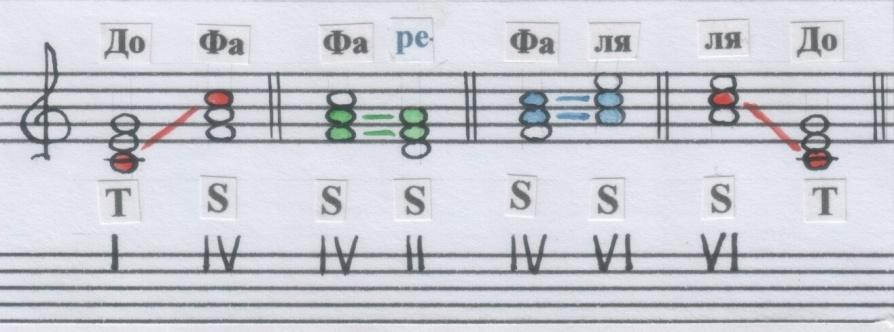 До Фа Фа ре Фа ля ля До
T S S S S S S T
I IV IV II IV VI VI